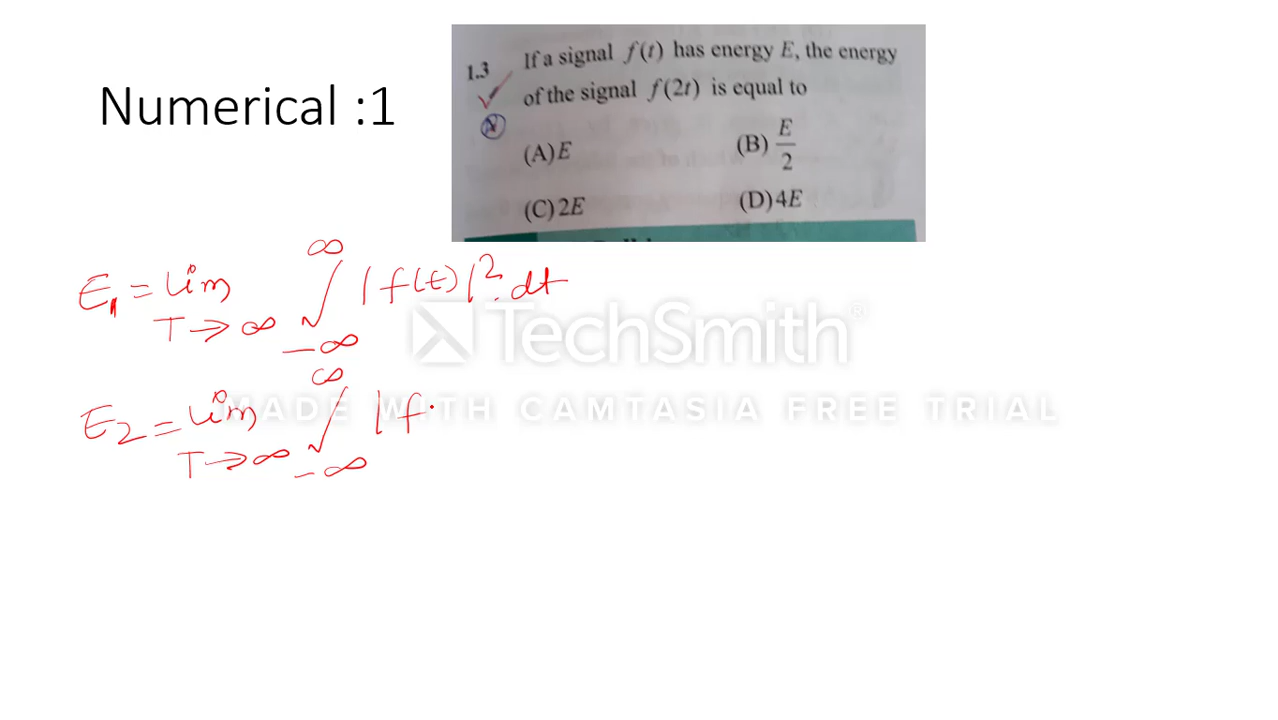 Numerical :1
1.3 If a signal f(t) has energy E, the energy
of the signal f(2t) is equal to
(A) E (B) E/2
(C) 2E (D) 4E
E₁ = lim T→∞ ∫_{-∞}^{∞} |f(t)|². dt
TechSmith®
MADE WITH CAMTASIA FREE TRIAL
E₂ = lim T→∞ ∫_{-∞}^{∞} |f